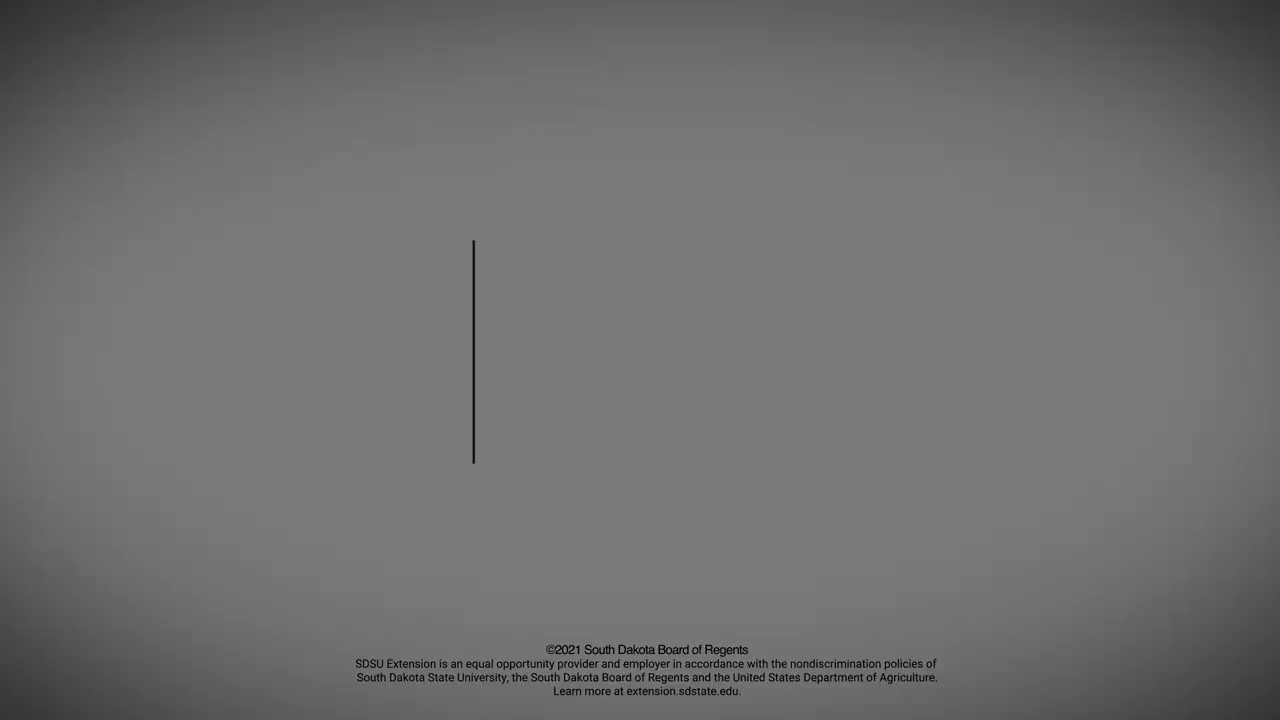 ©2021 South Dakota Board of Regents
SDSU Extension is an equal opportunity provider and employer in accordance with the nondiscrimination policies of
South Dakota State University, the South Dakota Board of Regents and the United States Department of Agriculture.
Learn more at extension.sdstate.edu.